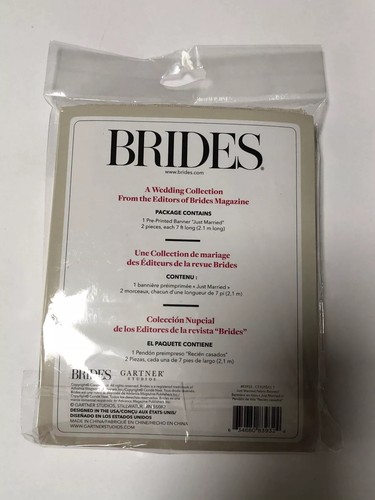 BRIDES
www.brides.com
A Wedding Collection
From the Editors of Brides Magazine
PACKAGE CONTAINS
1 Pre-Printed Banner "Just Married"
2 pieces, each 7 ft long (2.1 m long)
Une Collection de mariage
des Éditeurs de la revue Brides
CONTENU :
1 bannière préimprimée « Just Married »
2 morceaux, chacun d'une longueur de 7 pi (2,1 m)
Colección Nupcial
de los Editores de la revista "Brides"
EL PAQUETE CONTIENE
1 Pendón preimpreso "Recién casados"
2 Piezas, cada una de 7 pies de largo (2,1 m)
BRIDES GARTNER
STUDIOS
DESIGNED IN THE USA/CONÇU AUX ÉTATS-UNIS/
DISEÑADO EN LOS ESTADOS UNIDOS
MADE IN CHINA/FABRIQUÉ EN CHINE/HECHO EN CHINA
WWW.GARTNERSTUDIOS.COM